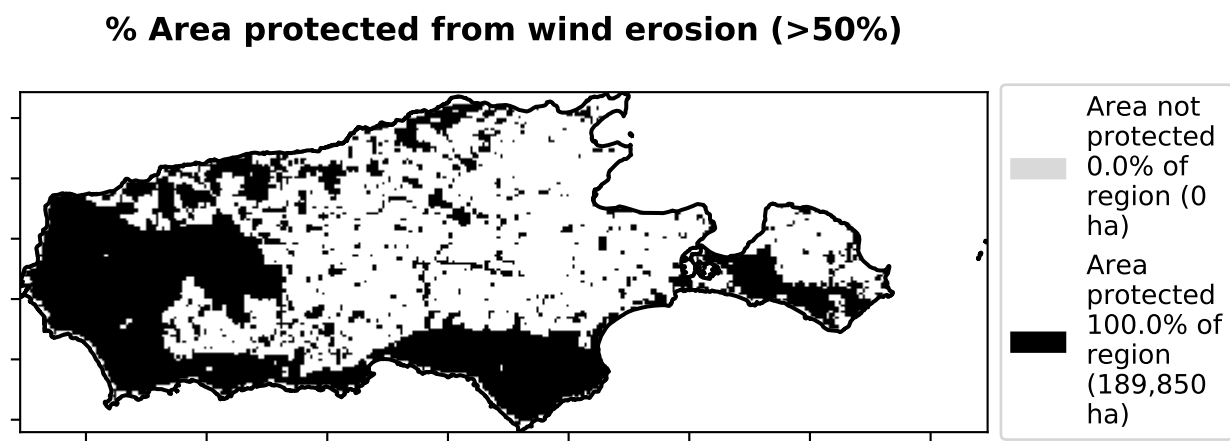 % Area protected from wind erosion (>50%)
Area not
protected
0.0% of
region (0
ha)
Area
protected
100.0% of
region
(189,850
ha)